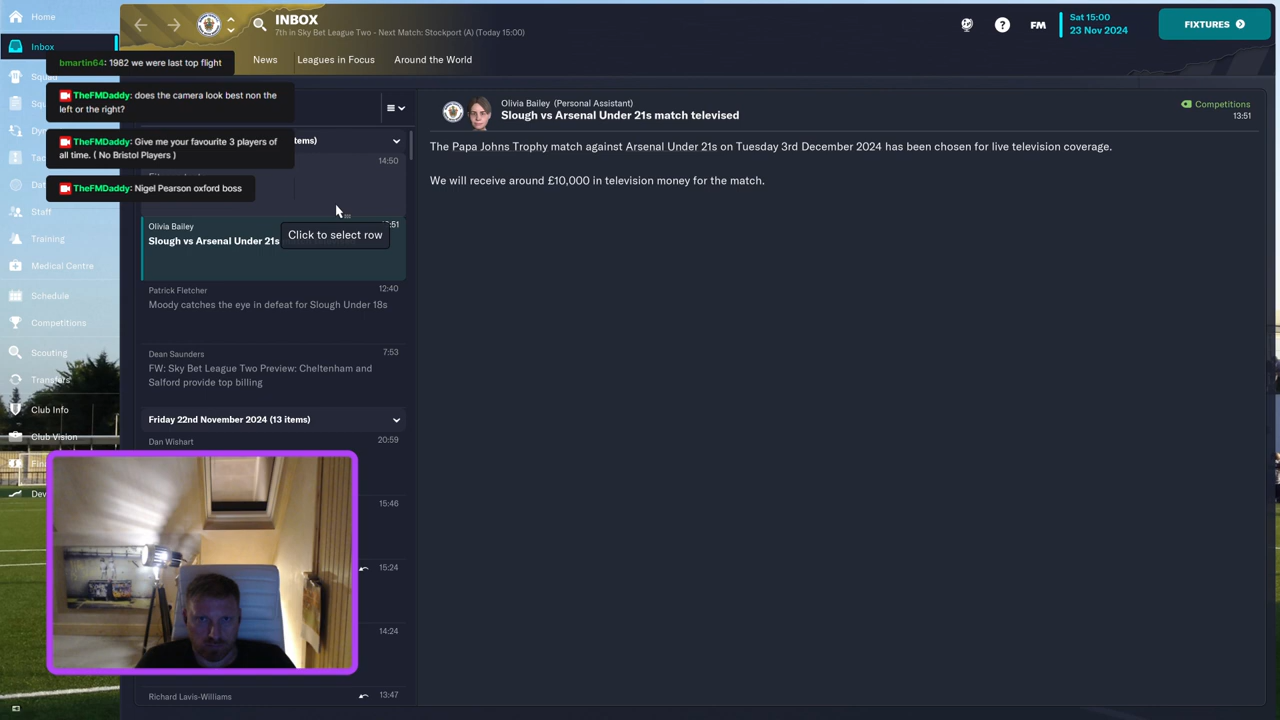 Home
Inbox
INBOX
7th in Sky Bet League Two - Next Match: Stockport (A) (Today 15:00)
FM
Sat 15:00
23 Nov 2024
FIXTURES
News
Leagues in Focus
Around the World
bmartin64: 1982 we were last top flight
TheFMDaddy: does the camera look best non the
left or the right?
TheFMDaddy: Give me your favourite 3 players of
all time. ( No Bristol Players )
TheFMDaddy: Nigel Pearson oxford boss
Staff
Training
Medical Centre
Schedule
Competitions
Scouting
Transfers
Club Info
Club Vision
14:50
Olivia Bailey
Slough vs Arsenal Under 21s
Click to select row
Patrick Fletcher
12:40
Moody catches the eye in defeat for Slough Under 18s
Dean Saunders
7:53
FW: Sky Bet League Two Preview: Cheltenham and
Salford provide top billing
Friday 22nd November 2024 (13 items)
Dan Wishart
20:59
15:46
15:24
14:24
Richard Lavis-Williams
13:47
Olivia Bailey (Personal Assistant)
Slough vs Arsenal Under 21s match televised
Competitions
13:51
The Papa Johns Trophy match against Arsenal Under 21s on Tuesday 3rd December 2024 has been chosen for live television coverage.
We will receive around £10,000 in television money for the match.